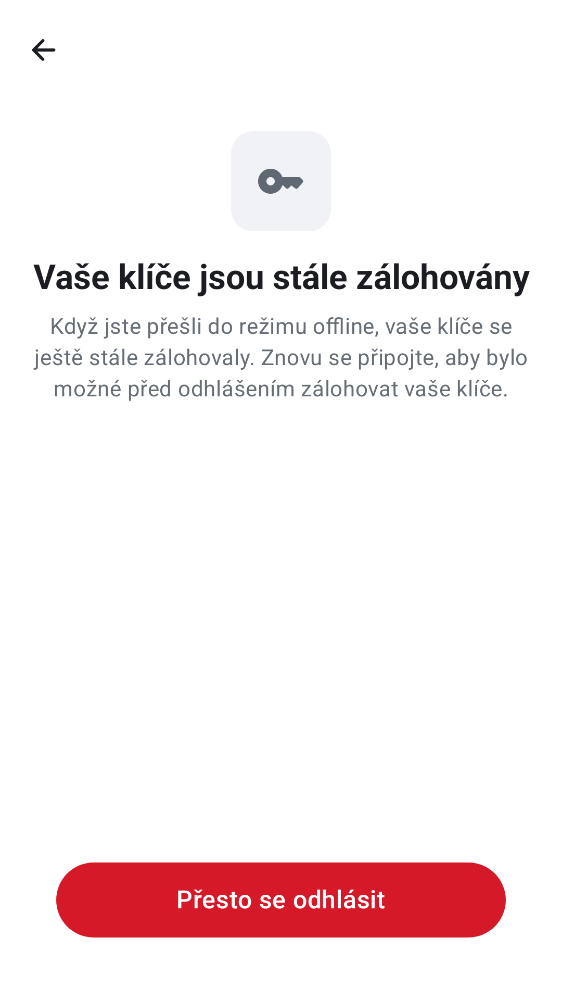 Vaše klíče jsou stále zálohovány
Když jste přešli do režimu offline, vaše klíče se
ještě stále zálohovaly. Znovu se připojte, aby bylo
možné před odhlášením zálohovat vaše klíče.
Přesto se odhlásit